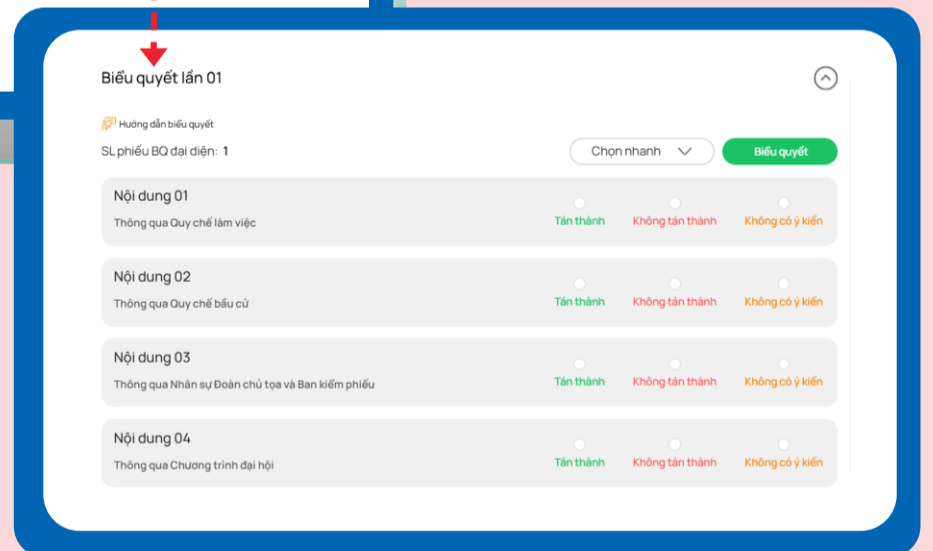 Biểu quyết lần 01
Hướng dẫn biểu quyết
SL phiếu BQ đại diện: 1
Chọn nhanh
Biểu quyết
Nội dung 01
Thông qua Quy chế làm việc
Tán thành
Không tán thành
Không có ý kiến
Nội dung 02
Thông qua Quy chế bầu cử
Tán thành
Không tán thành
Không có ý kiến
Nội dung 03
Thông qua Nhân sự Đoàn chủ tọa và Ban kiểm phiếu
Tán thành
Không tán thành
Không có ý kiến
Nội dung 04
Thông qua Chương trình đại hội
Tán thành
Không tán thành
Không có ý kiến